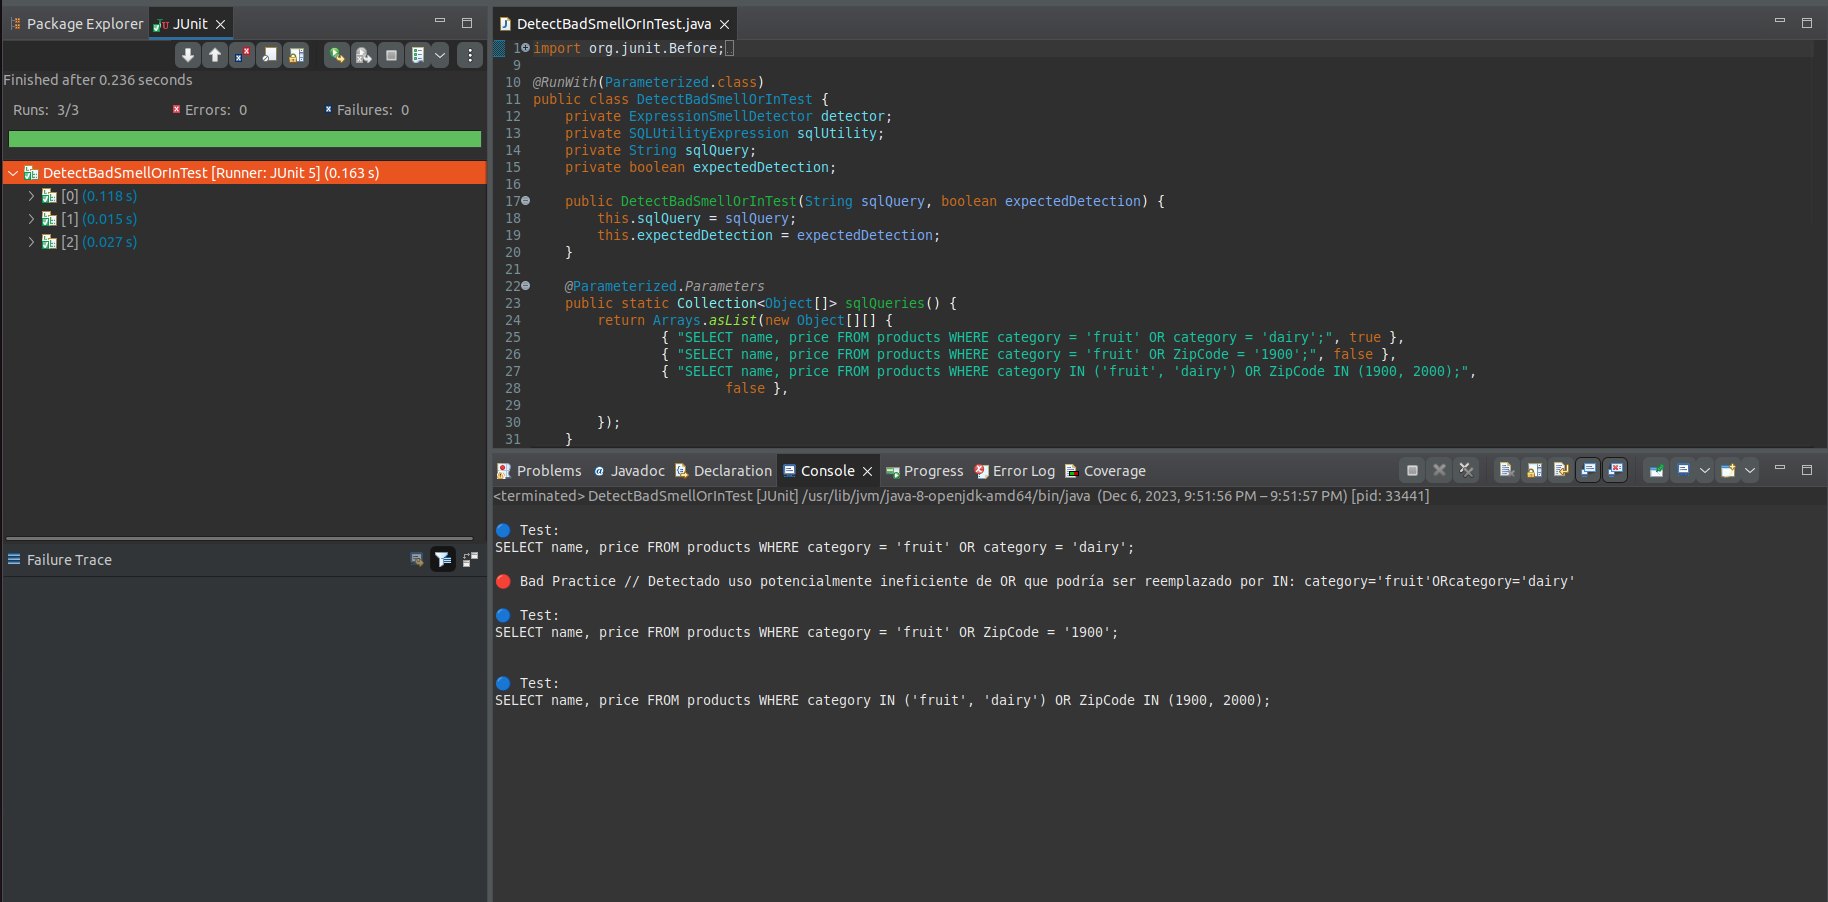 Package Explorer
JUnit
Finished after 0.236 seconds
Runs: 3/3 Errors: 0 Failures: 0
DetectBadSmellOrInTest [Runner: JUnit 5] (0.163 s)
[0] (0.118 s)
[1] (0.015 s)
[2] (0.027 s)
Failure Trace
DetectBadSmellOrInTest.java
1 import org.junit.Before;
9
10 @RunWith(Parameterized.class)
11 public class DetectBadSmellOrInTest {
12     private ExpressionSmellDetector detector;
13     private SQLUtilityExpression sqlUtility;
14     private String sqlQuery;
15     private boolean expectedDetection;
16
17     public DetectBadSmellOrInTest(String sqlQuery, boolean expectedDetection) {
18         this.sqlQuery = sqlQuery;
19         this.expectedDetection = expectedDetection;
20     }
21
22     @Parameterized.Parameters
23     public static Collection<Object[]> sqlQueries() {
24         return Arrays.asList(new Object[][] {
25                 { "SELECT name, price FROM products WHERE category = 'fruit' OR category = 'dairy';", true },
26                 { "SELECT name, price FROM products WHERE category = 'fruit' OR ZipCode = '1900';", false },
27                 { "SELECT name, price FROM products WHERE category IN ('fruit', 'dairy') OR ZipCode IN (1900, 2000);",
28                         false },
29
30         });
31     }
Problems Javadoc Declaration Console Progress Error Log Coverage
<terminated> DetectBadSmellOrInTest [JUnit] /usr/lib/jvm/java-8-openjdk-amd64/bin/java (Dec 6, 2023, 9:51:56 PM – 9:51:57 PM) [pid: 33441]
Test:
SELECT name, price FROM products WHERE category = 'fruit' OR category = 'dairy';
Bad Practice // Detectado uso potencialmente ineficiente de OR que podría ser reemplazado por IN: category='fruit'ORcategory='dairy'
Test:
SELECT name, price FROM products WHERE category = 'fruit' OR ZipCode = '1900';
Test:
SELECT name, price FROM products WHERE category IN ('fruit', 'dairy') OR ZipCode IN (1900, 2000);